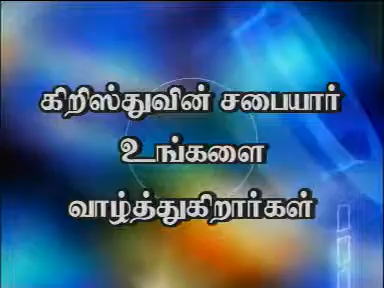 கிறிஸ்துவின் சபையார்
உங்களை
வாழ்த்துகிறார்கள்